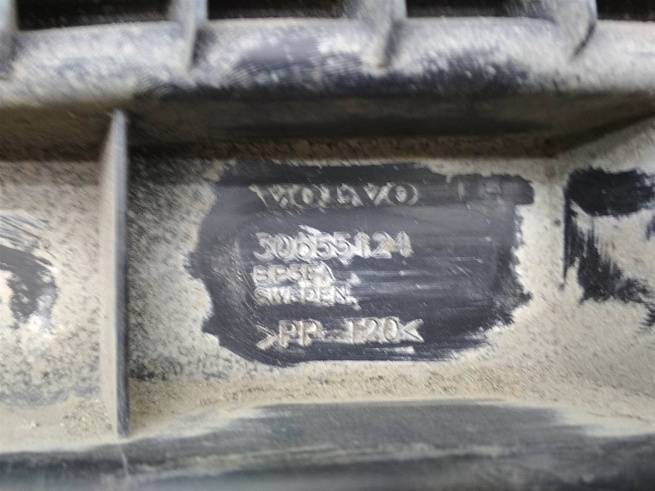 VOLVO
30655124
SWEDEN.
>PP-T20<